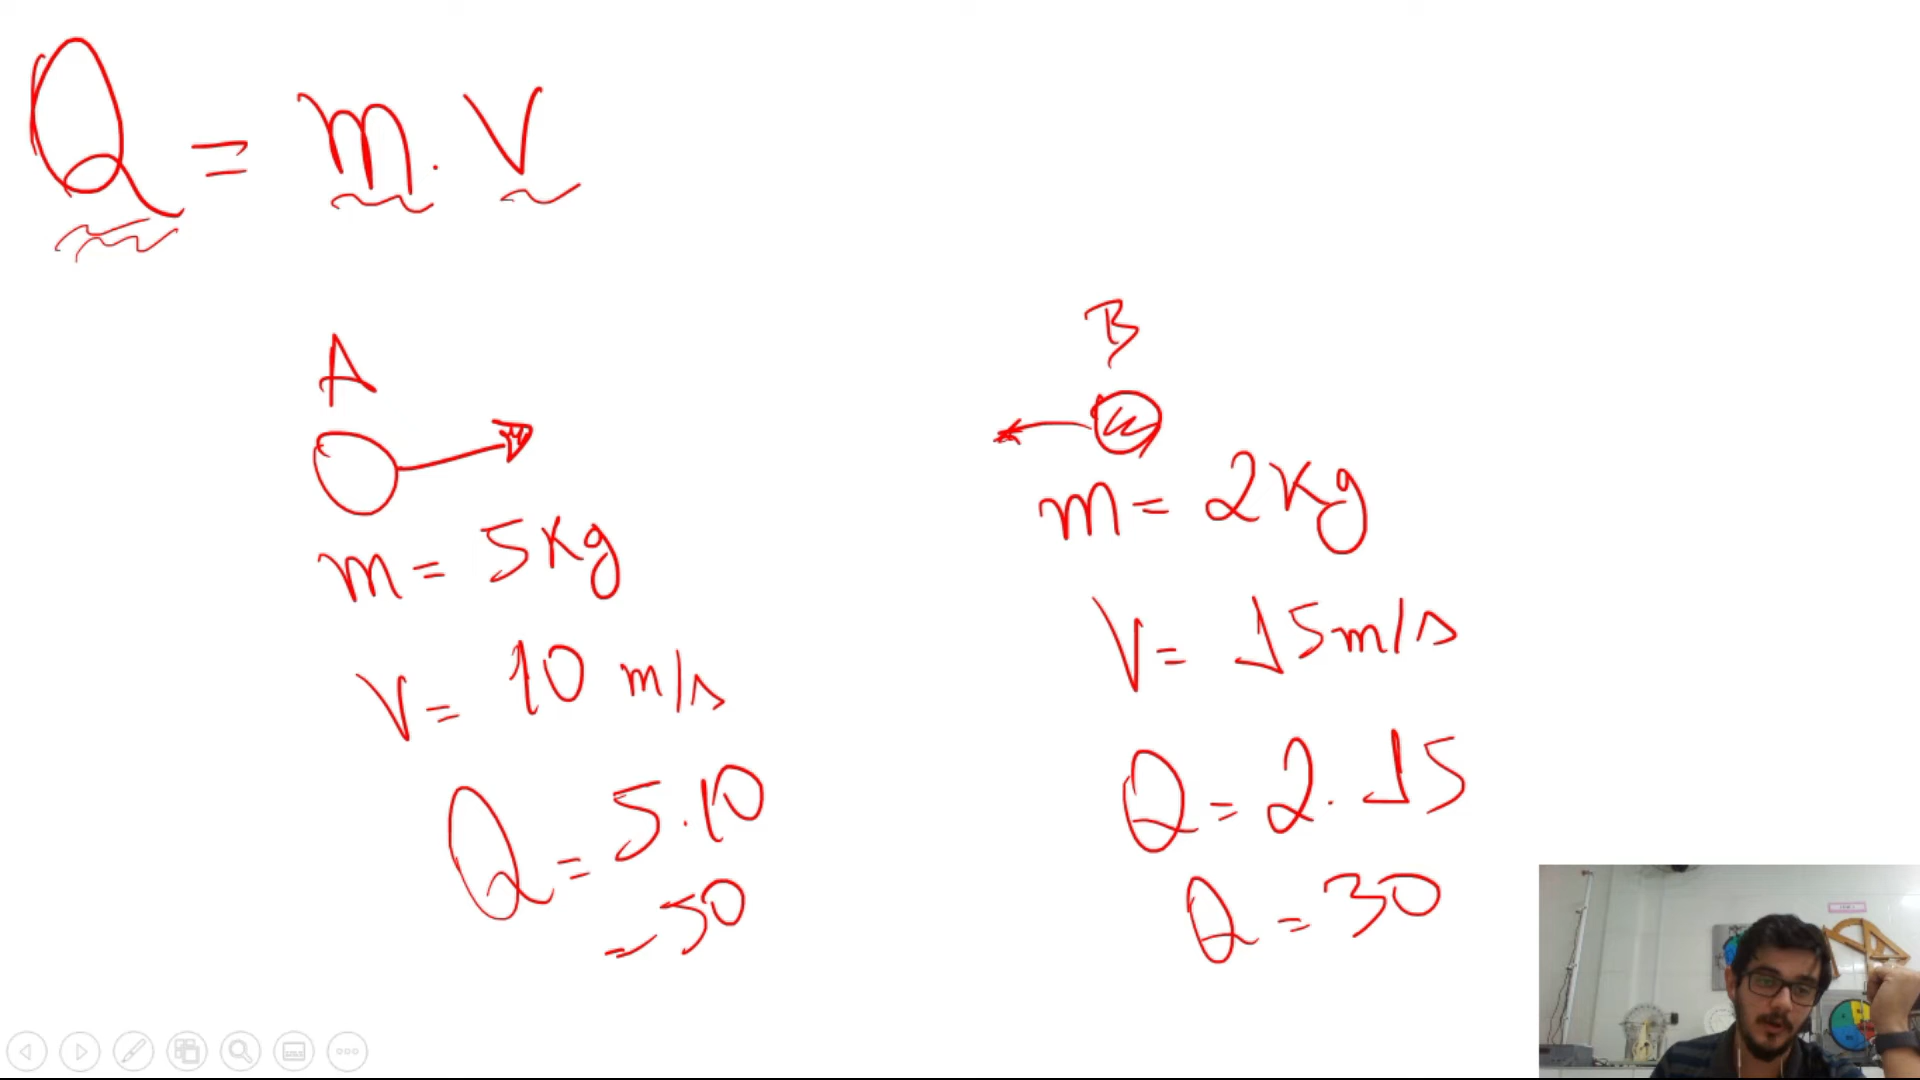 Q = m . V
A
m = 5Kg
V = 10 m/s
Q = 5.10
= 50
B
m = 2Kg
V = 15m/s
Q = 2.15
Q = 30